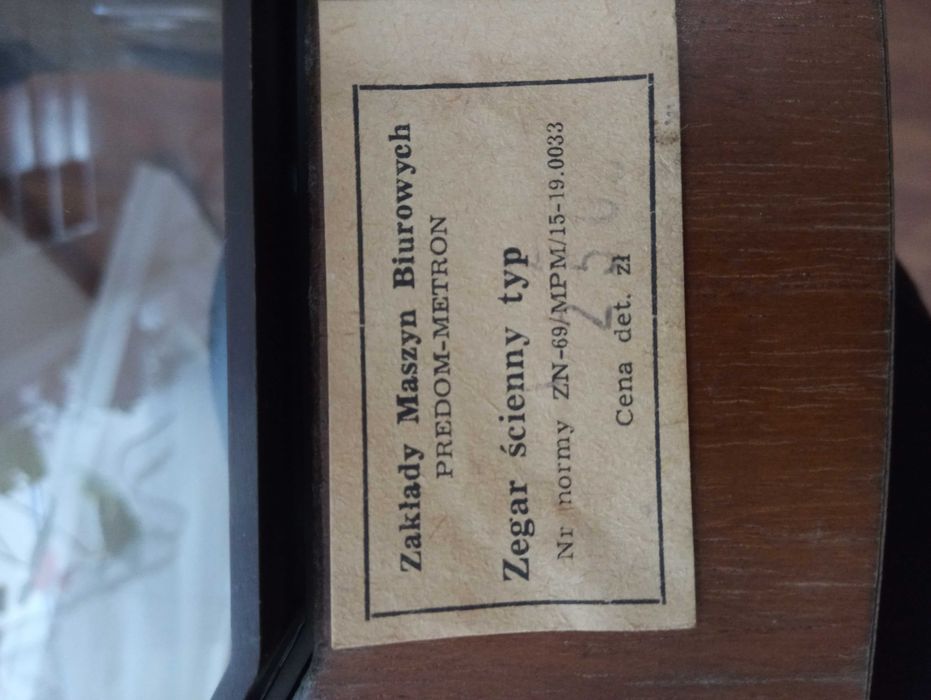 Zakłady Maszyn Biurowych
PREDOM-METRON
Zegar ścienny typ
Nr normy ZN-69/MPM/15-19.0033
Cena det. zł